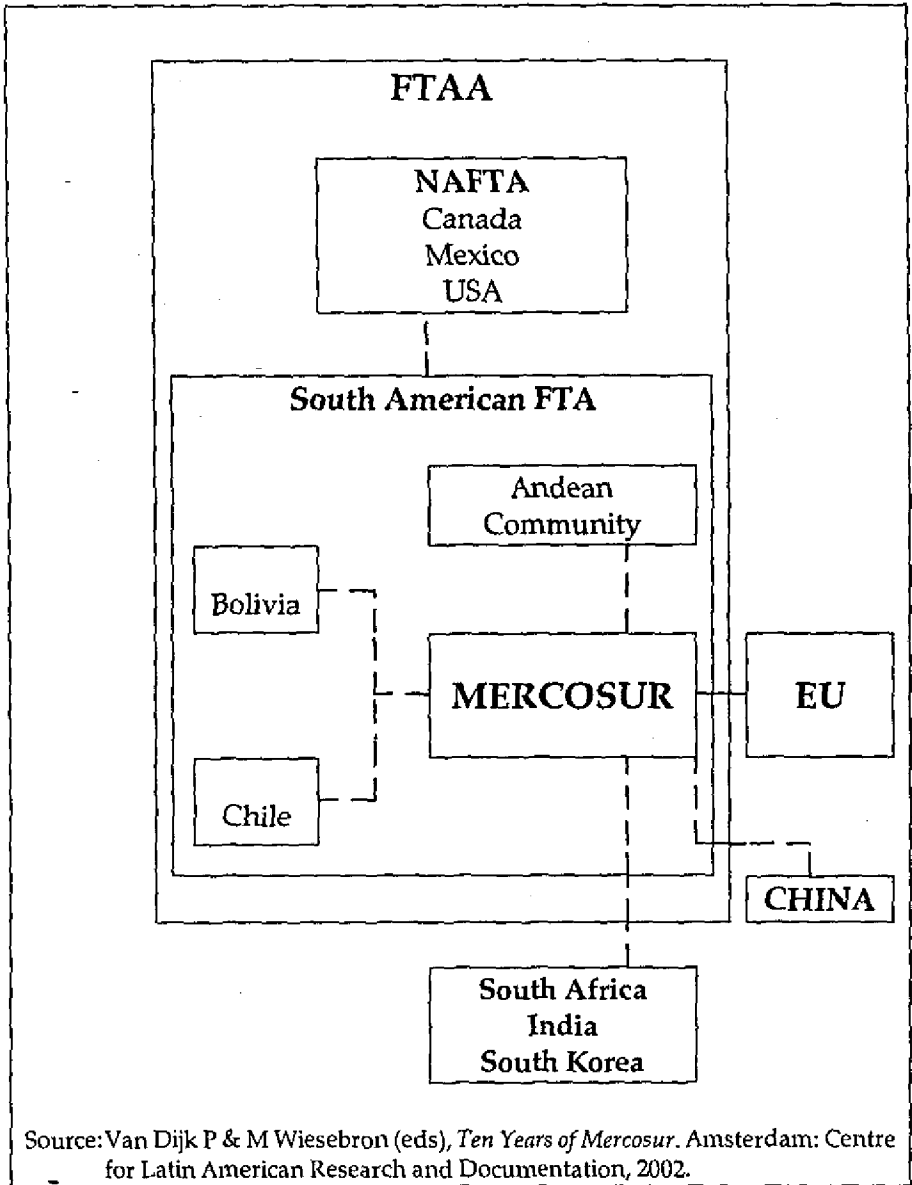 FTAA
NAFTA
Canada
Mexico
USA
South American FTA
Andean
Community
Bolivia
MERCOSUR
EU
Chile
CHINA
South Africa
India
South Korea
Source: Van Dijk P & M Wiesebron (eds), Ten Years of Mercosur. Amsterdam: Centre
for Latin American Research and Documentation, 2002.